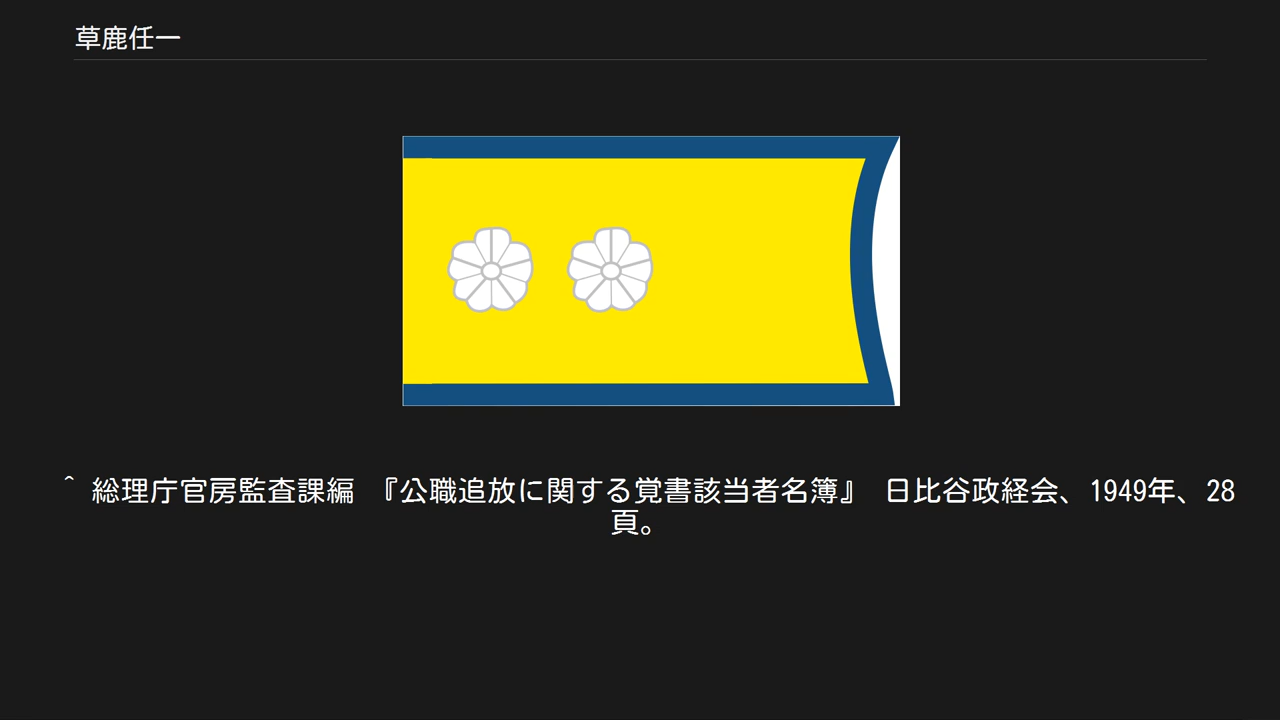 草鹿任一
^ 総理庁官房監査課編 『公職追放に関する覚書該当者名簿』 日比谷政経会、1949年、28
頁。